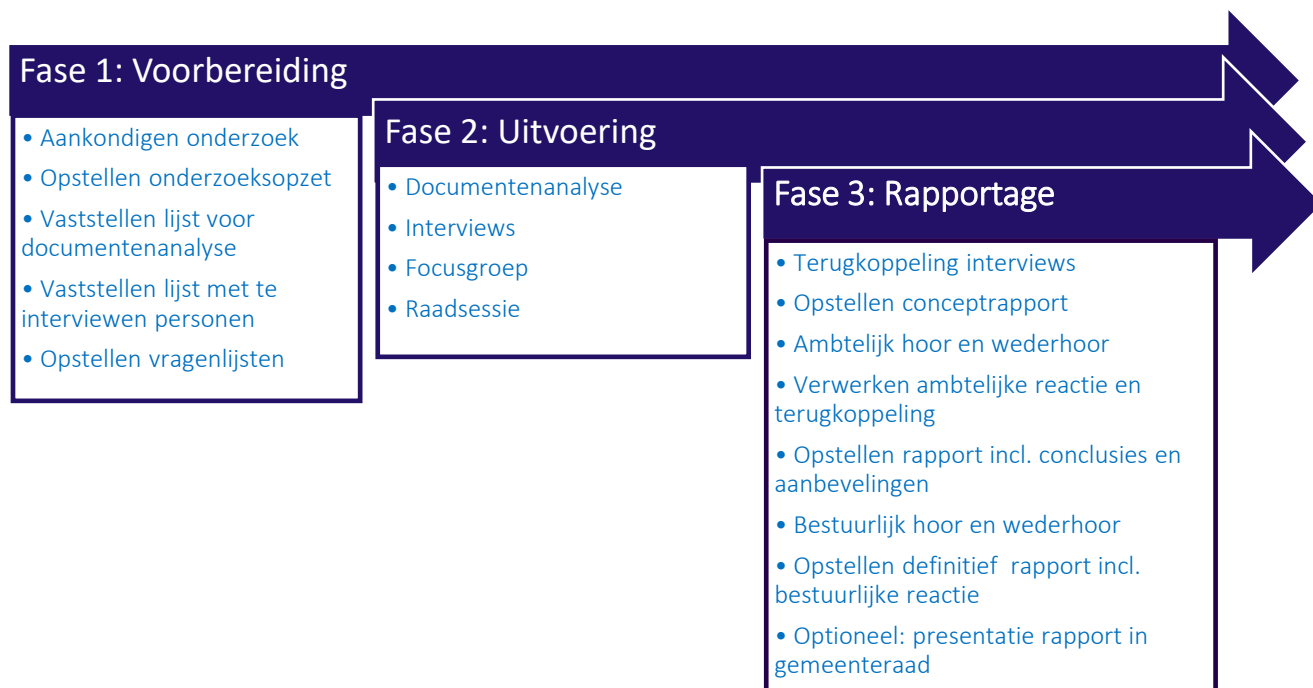 Fase 1: Voorbereiding
• Aankondigen onderzoek
• Opstellen onderzoeksopzet
• Vaststellen lijst voor
documentenanalyse
• Vaststellen lijst met te
interviewen personen
• Opstellen vragenlijsten
Fase 2: Uitvoering
• Documentenanalyse
• Interviews
• Focusgroep
• Raadsessie
Fase 3: Rapportage
• Terugkoppeling interviews
• Opstellen conceptrapport
• Ambtelijk hoor en wederhoor
• Verwerken ambtelijke reactie en
terugkoppeling
• Opstellen rapport incl. conclusies en
aanbevelingen
• Bestuurlijk hoor en wederhoor
• Opstellen definitief rapport incl.
bestuurlijke reactie
• Optioneel: presentatie rapport in
gemeenteraad